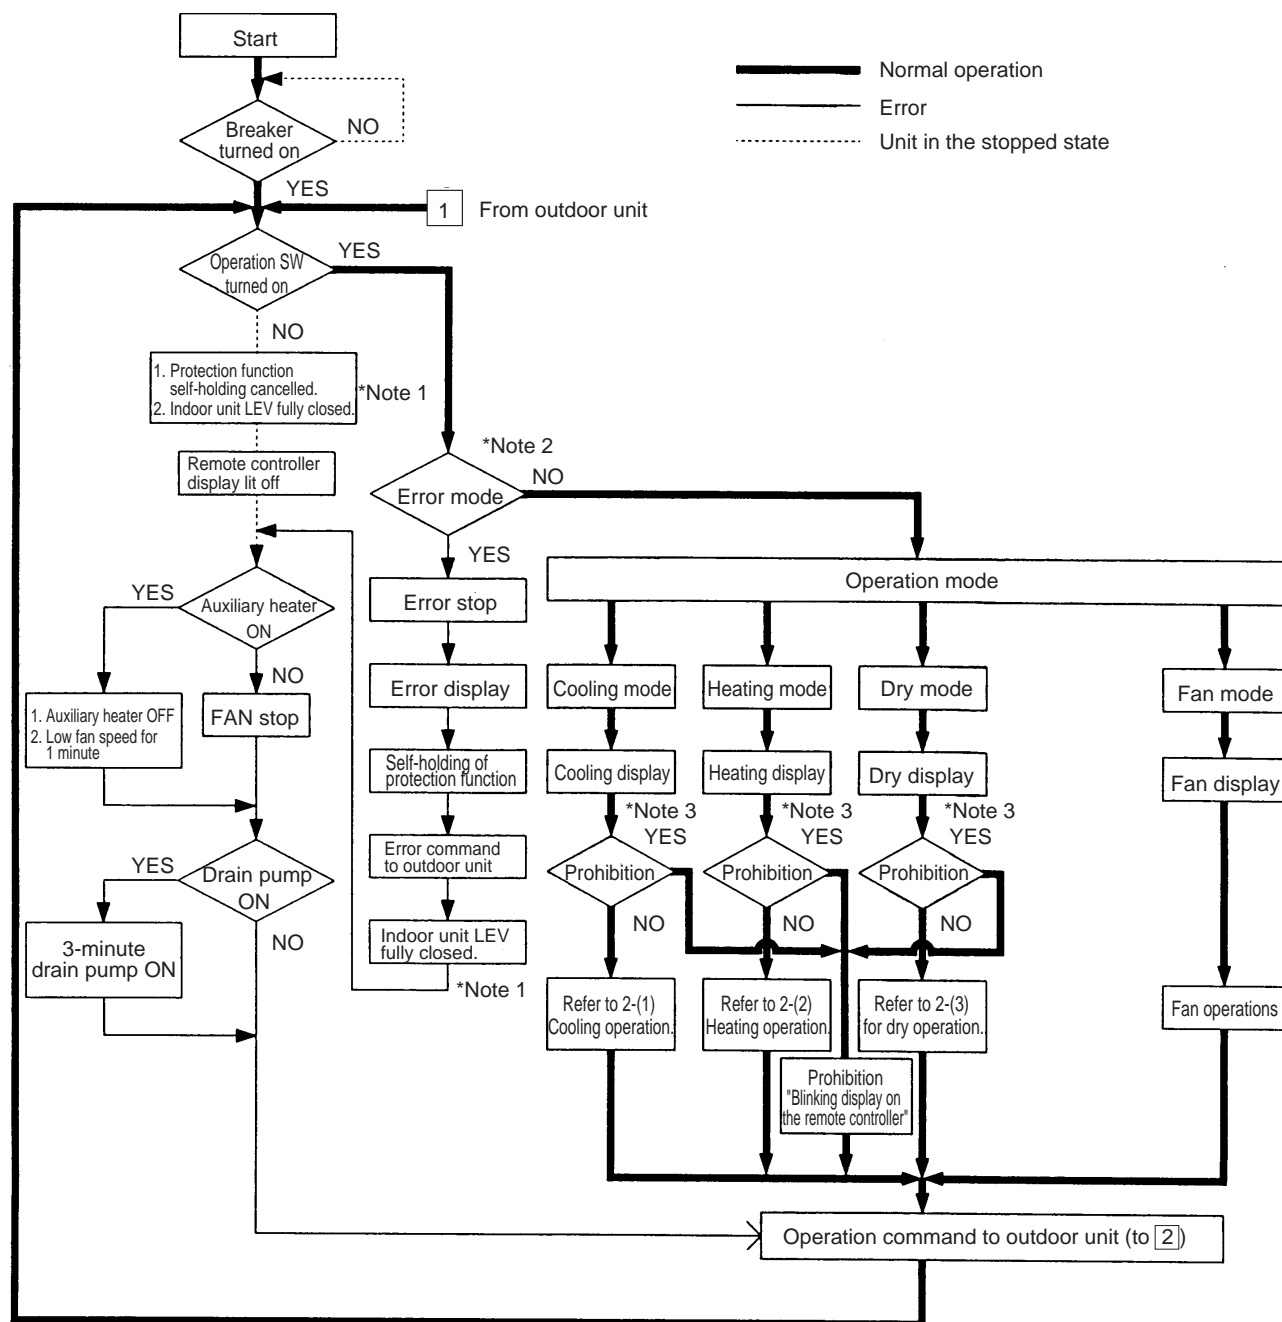 Start
Normal operation
Error
Unit in the stopped state
Breaker
turned on
NO
YES
1 From outdoor unit
Operation SW
turned on
YES
NO
1. Protection function
self-holding cancelled.
2. Indoor unit LEV fully closed.
*Note 1
Remote controller
display lit off
*Note 2
Error mode
NO
YES
Operation mode
Auxiliary heater
ON
YES
NO
Error stop
1. Auxiliary heater OFF
2. Low fan speed for
1 minute
FAN stop
Error display
Cooling mode
Heating mode
Dry mode
Fan mode
Self-holding of
protection function
Cooling display
Heating display
Dry display
Fan display
*Note 3
YES
*Note 3
YES
*Note 3
YES
Drain pump
ON
YES
NO
Error command
to outdoor unit
Prohibition
Prohibition
Prohibition
NO
NO
NO
3-minute
drain pump ON
Indoor unit LEV
fully closed.
*Note 1
Refer to 2-(1)
Cooling operation.
Refer to 2-(2)
Heating operation.
Refer to 2-(3)
for dry operation..
Fan operations
Prohibition
"Blinking display on
the remote controller"
Operation command to outdoor unit (to 2)